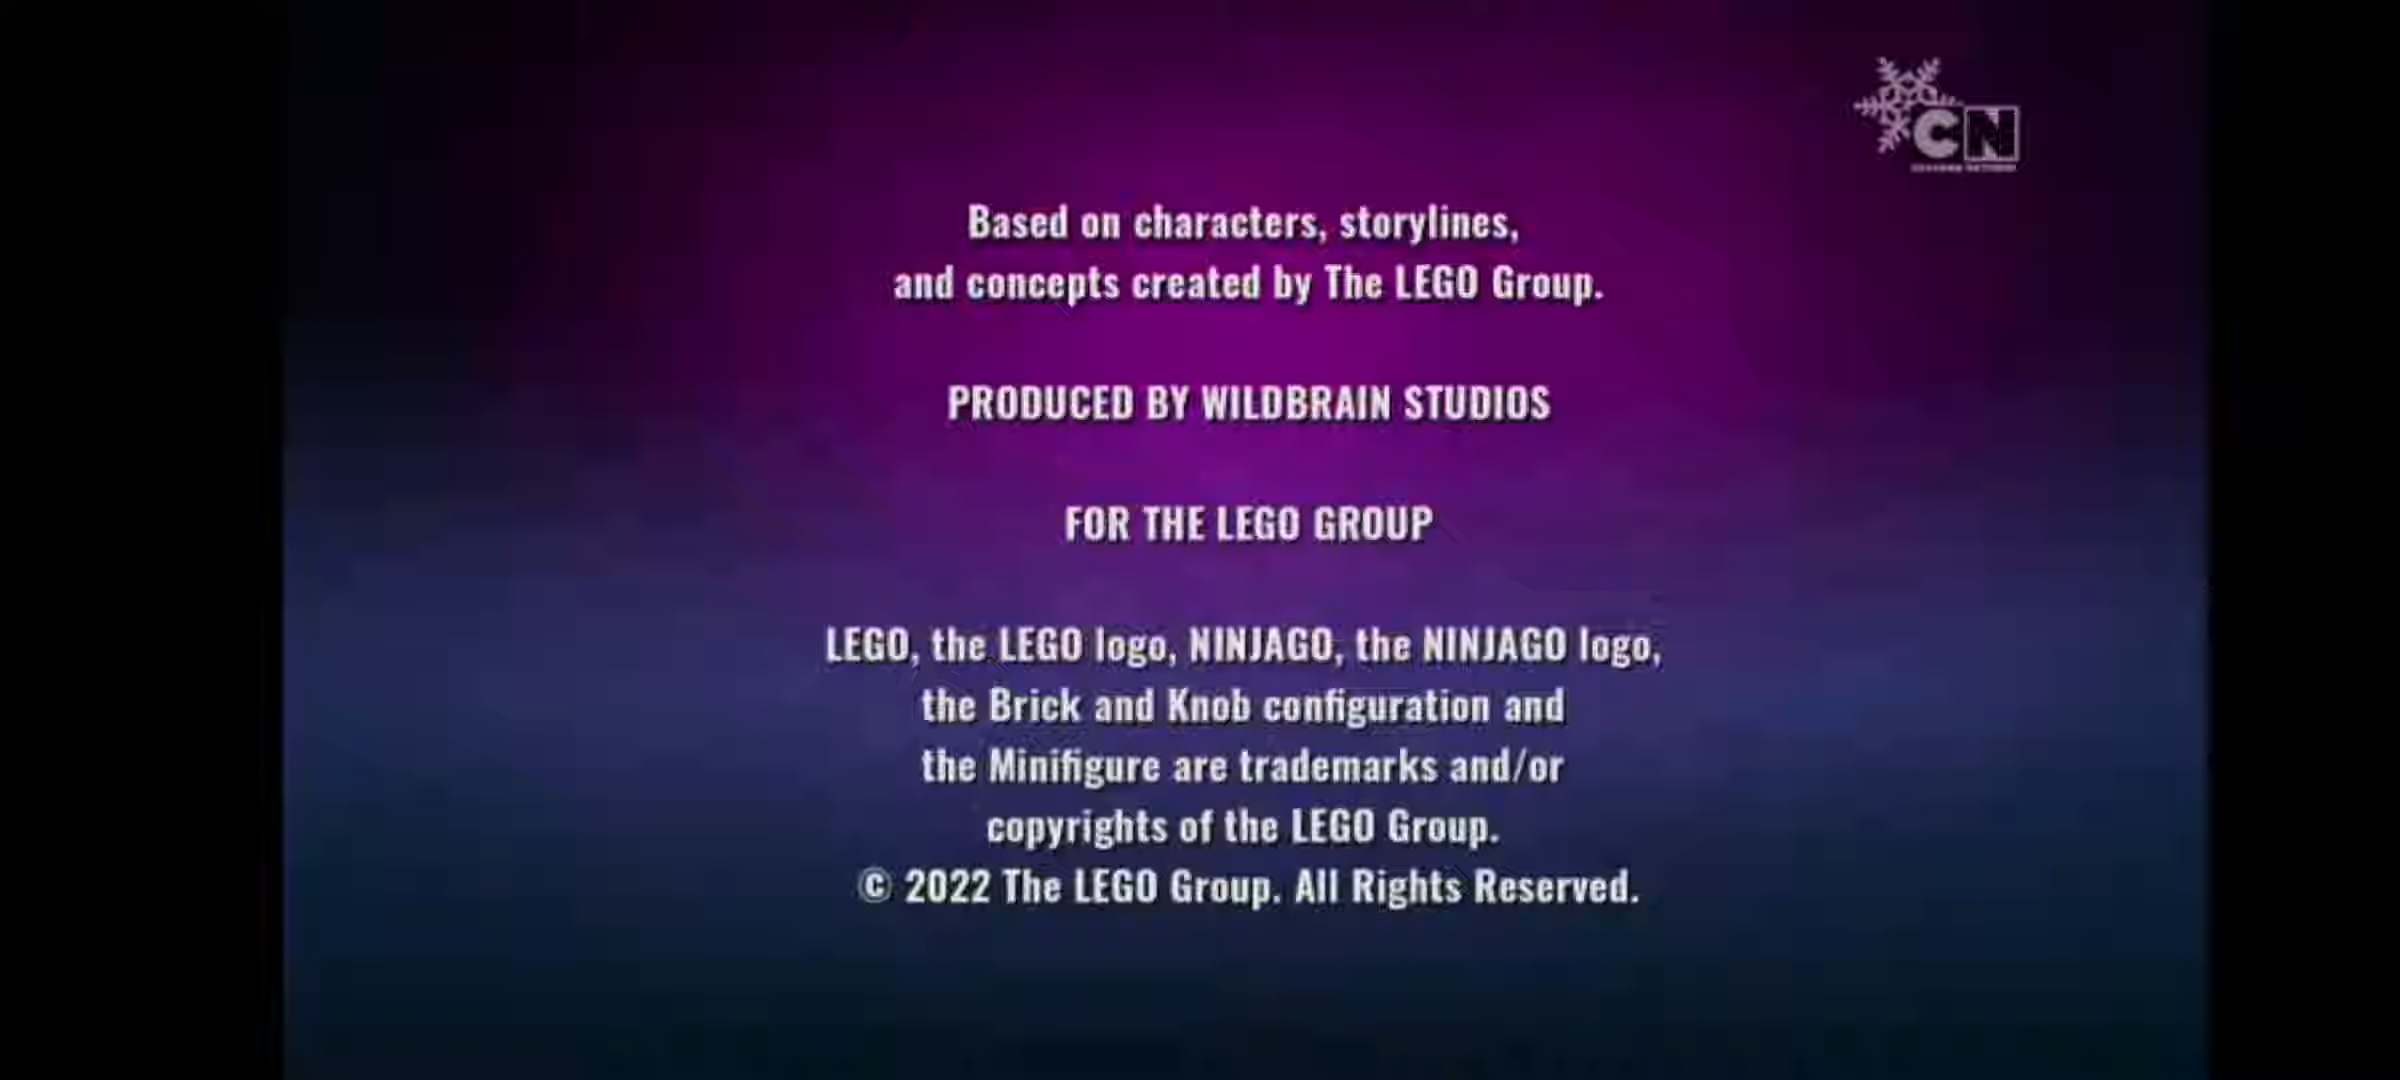 CN
Based on characters, storylines,
and concepts created by The LEGO Group.
PRODUCED BY WILDBRAIN STUDIOS
FOR THE LEGO GROUP
LEGO, the LEGO logo, NINJAGO, the NINJAGO logo,
the Brick and Knob configuration and
the Minifigure are trademarks and/or
copyrights of the LEGO Group.
© 2022 The LEGO Group. All Rights Reserved.